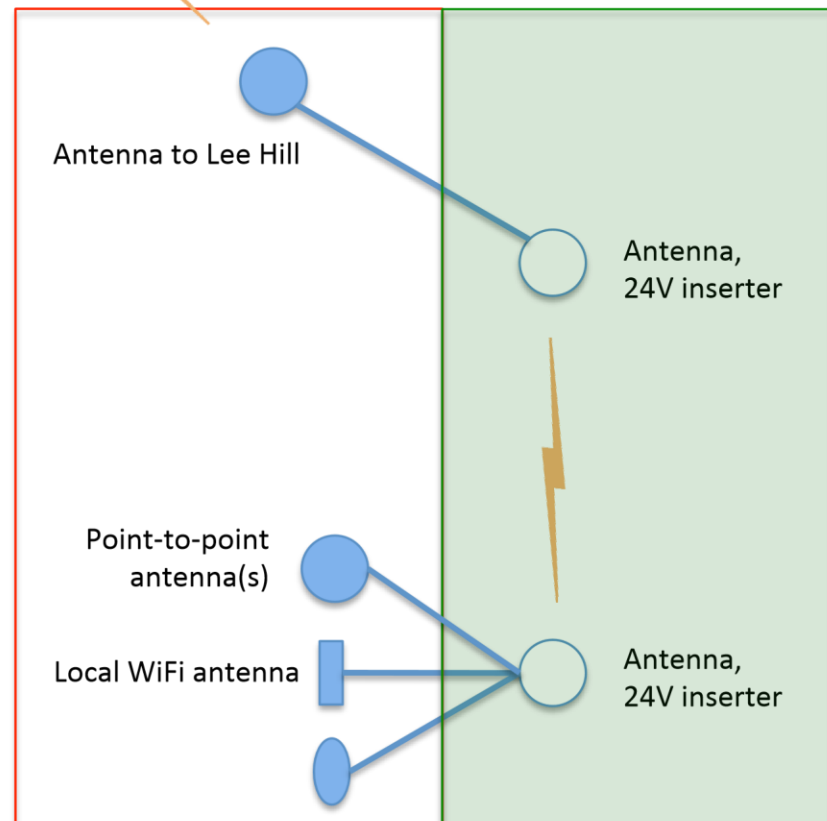 Antenna to Lee Hill
Antenna,
24V inserter
Point-to-point
antenna(s)
Local WiFi antenna
Antenna,
24V inserter